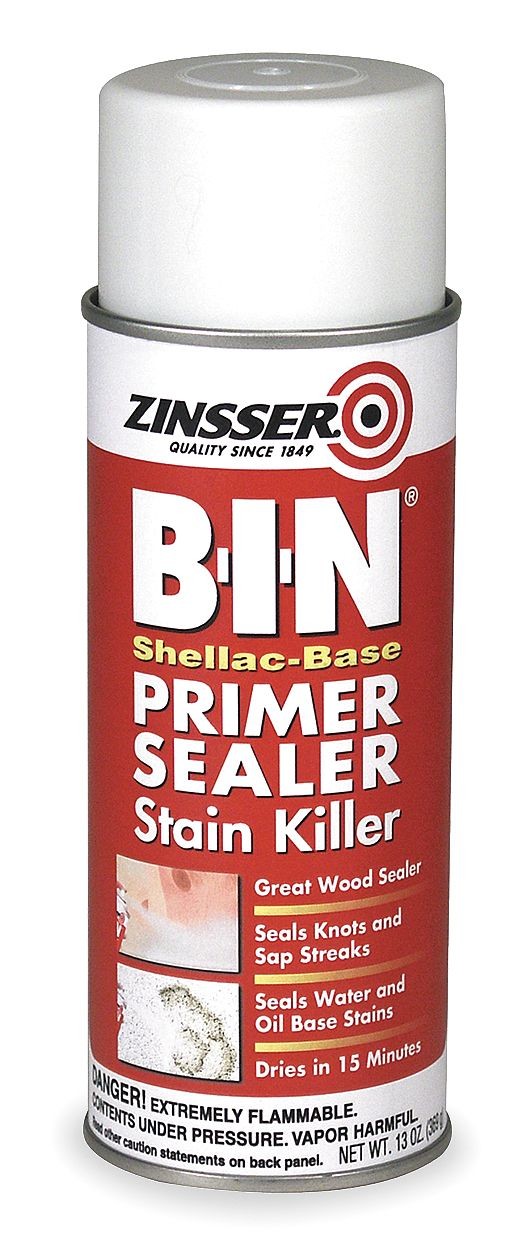 ZINSSER®
QUALITY SINCE 1849
B-I-N®
Shellac-Base
PRIMER
SEALER
Stain Killer
Great Wood Sealer
Seals Knots and
Sap Streaks
Seals Water and
Oil Base Stains
Dries in 15 Minutes
DANGER! EXTREMELY FLAMMABLE.
CONTENTS UNDER PRESSURE. VAPOR HARMFUL.
Read other caution statements on back panel. NET WT. 13 OZ. (369 g)